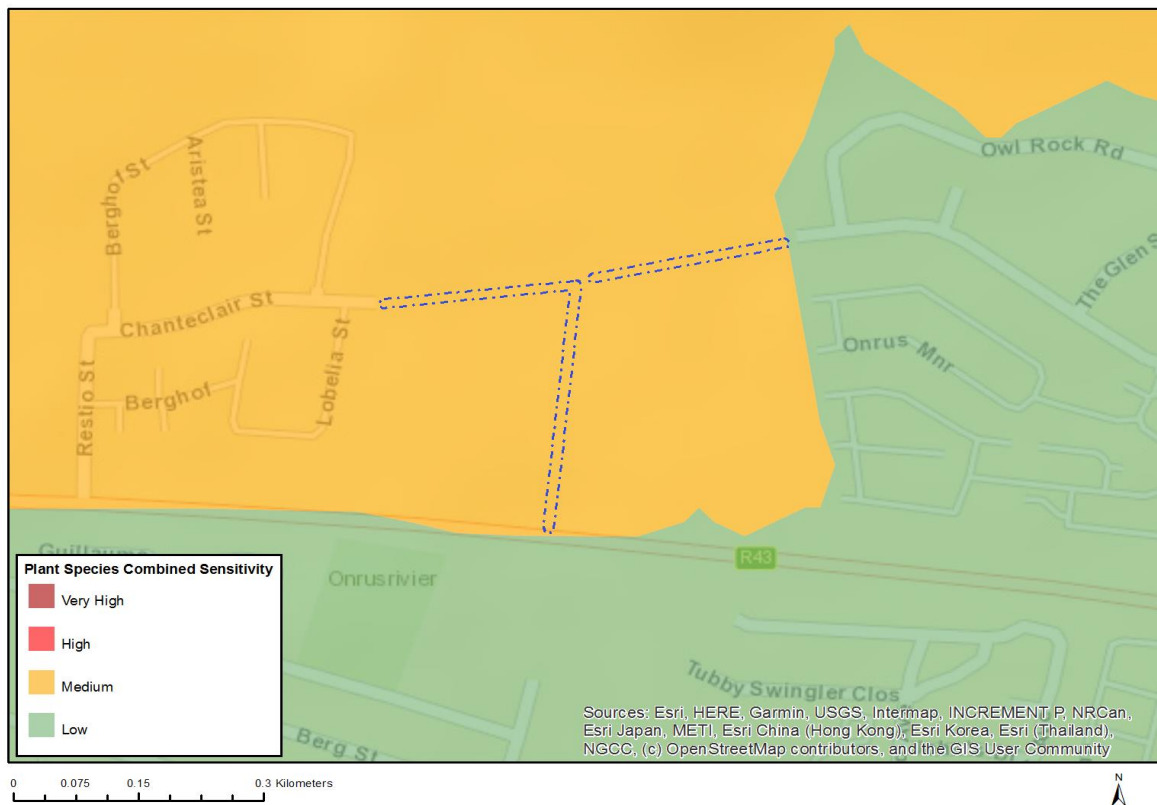 Owl Rock Rd
Aristea St
Berghof St
The Glen S
Chanteclair St
Lobelia St
Onrus Mnr
Restio St
Berghof
R43
Guillaume
Onrusrivier
Plant Species Combined Sensitivity
Very High
High
Medium
Low
Tubby Swingler Clos
Berg St
Sources: Esri, HERE, Garmin, USGS, Intermap, INCREMENT P, NRCan,
Esri Japan, METI, Esri China (Hong Kong), Esri Korea, Esri (Thailand),
NGCC, (c) OpenStreetMap contributors, and the GIS User Community
0 0.075 0.15 0.3 Kilometers
N